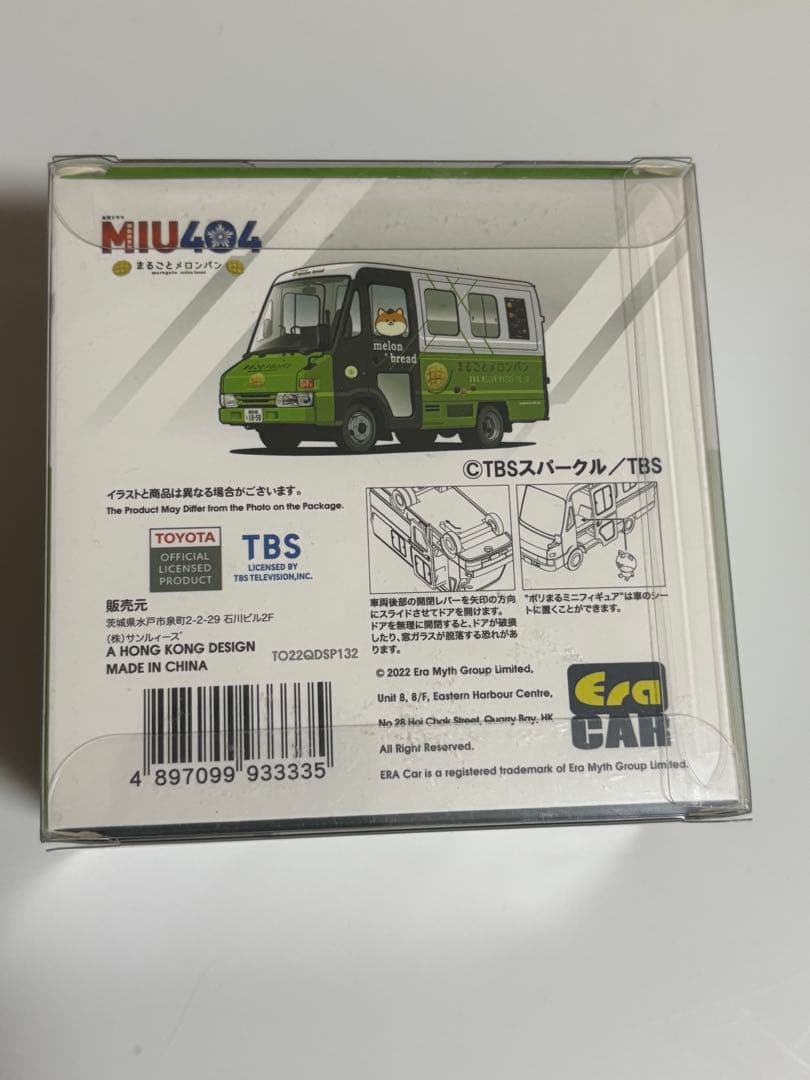 MIU404
まるごとメロンパン
marugoto melon bread
melon bread
melon
bread
まるごとメロンパン
©TBSスパークル／TBS
イラストと商品は異なる場合がございます。
The Product May Differ from the Photo on the Package.
TOYOTA
OFFICIAL
LICENSED
PRODUCT
TBS
LICENSED BY
TBS TELEVISION,INC.
車両後部の開閉レバーを矢印の方向
にスライドさせてドアを開けます。
ドアを無理に開閉すると、ドアが破損
したり、窓ガラスが脱落する恐れがあ
ります。
"ポリまるミニフィギュア"は車のシー
トに置くことができます。
販売元
茨城県水戸市泉町2-2-29 石川ビル2F
(株)サンルィーズ
A HONG KONG DESIGN
MADE IN CHINA
TO22QDSP132
4 897099 933335
© 2022 Era Myth Group Limited,
Unit 8, 8/F, Eastern Harbour Centre,
No 28 Hoi Chak Street, Quarry Bay, HK
All Right Reserved.
ERA Car is a registered trademark of Era Myth Group Limited.
Era
CAR